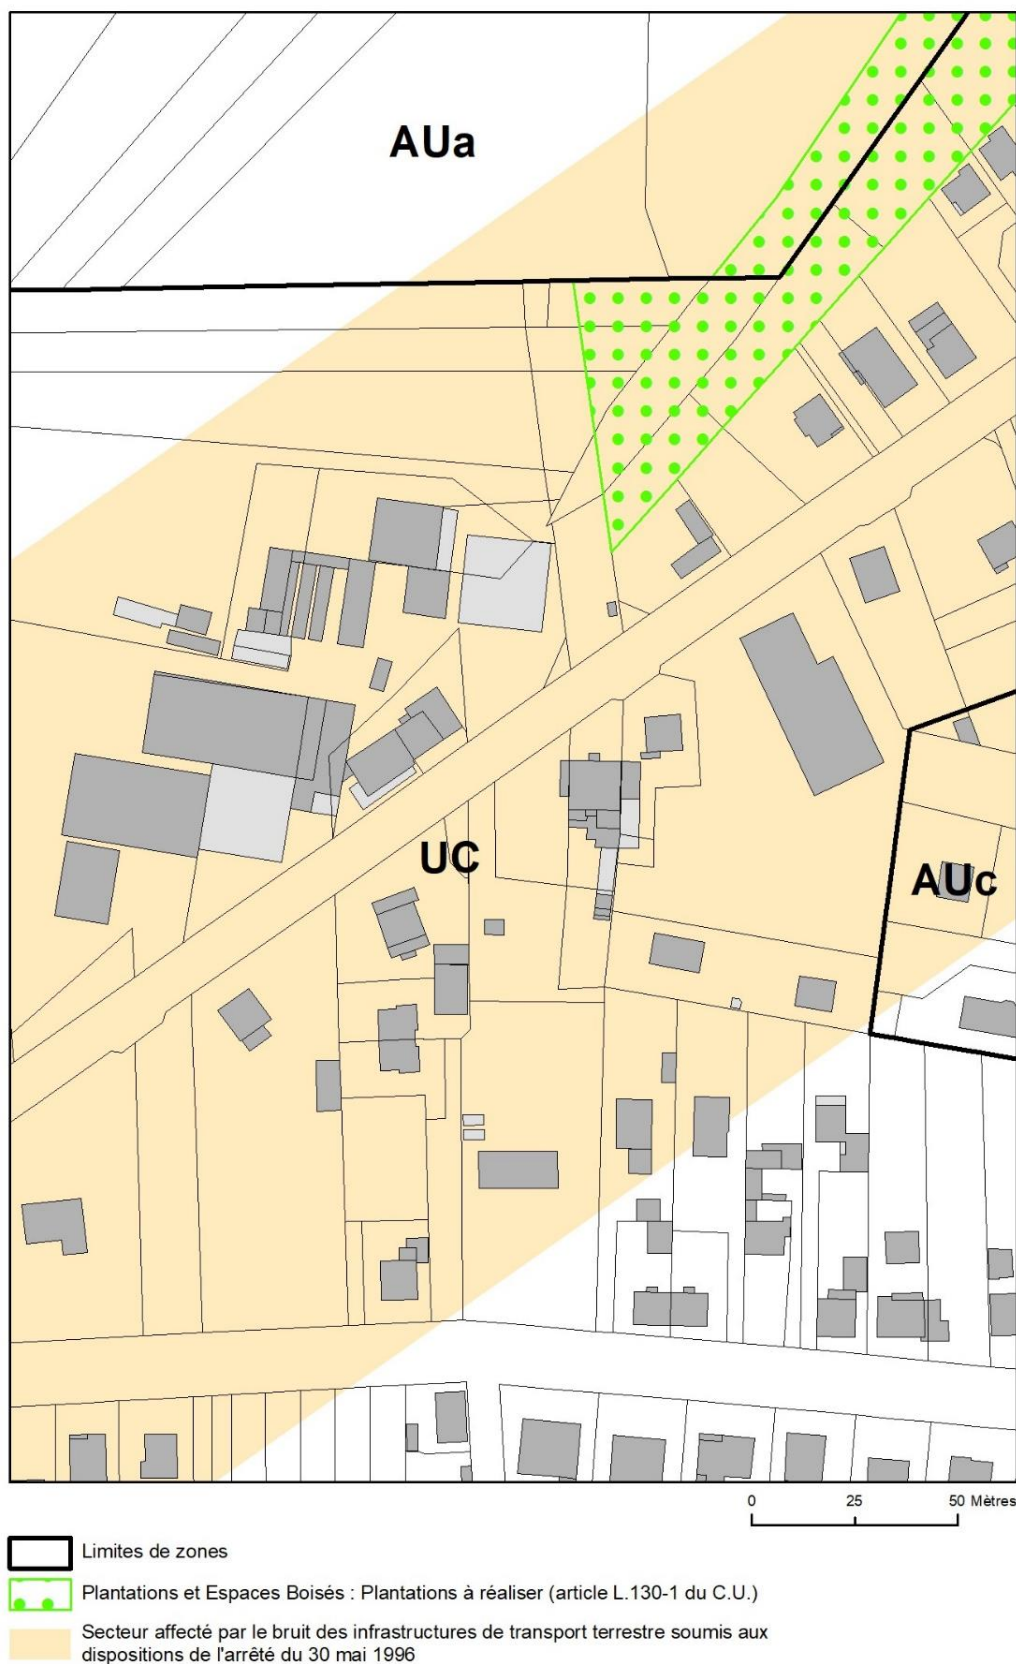 AUa
UC
AUc
0 25 50 Mètres
Limites de zones
Plantations et Espaces Boisés : Plantations à réaliser (article L.130-1 du C.U.)
Secteur affecté par le bruit des infrastructures de transport terrestre soumis aux
dispositions de l'arrêté du 30 mai 1996